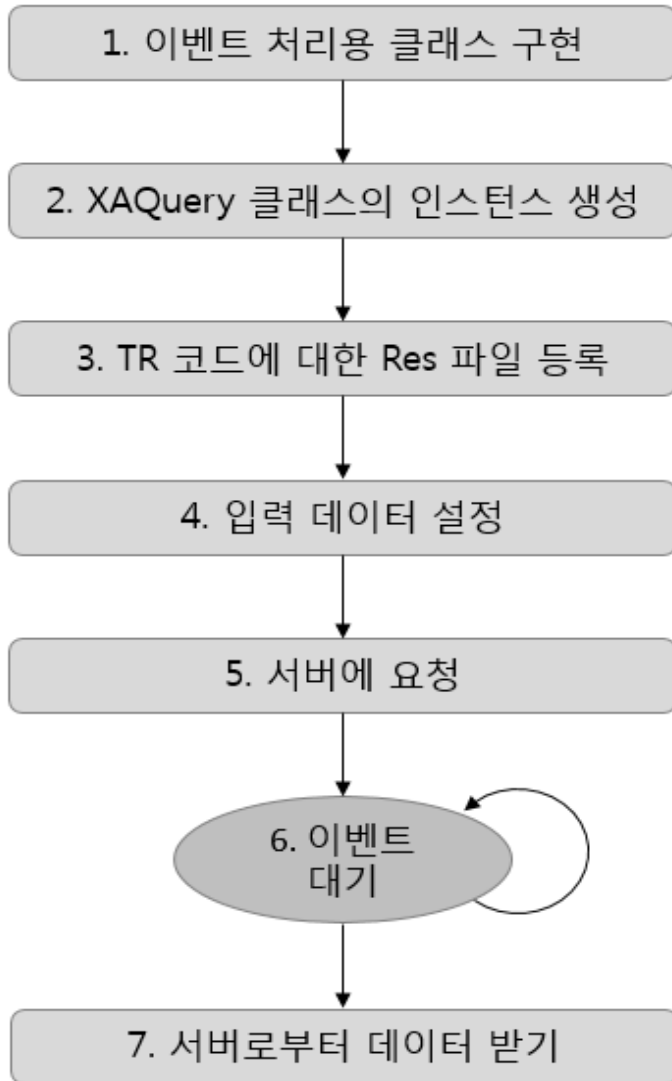 1. 이벤트 처리용 클래스 구현
2. XAQuery 클래스의 인스턴스 생성
3. TR 코드에 대한 Res 파일 등록
4. 입력 데이터 설정
5. 서버에 요청
6. 이벤트
대기
7. 서버로부터 데이터 받기